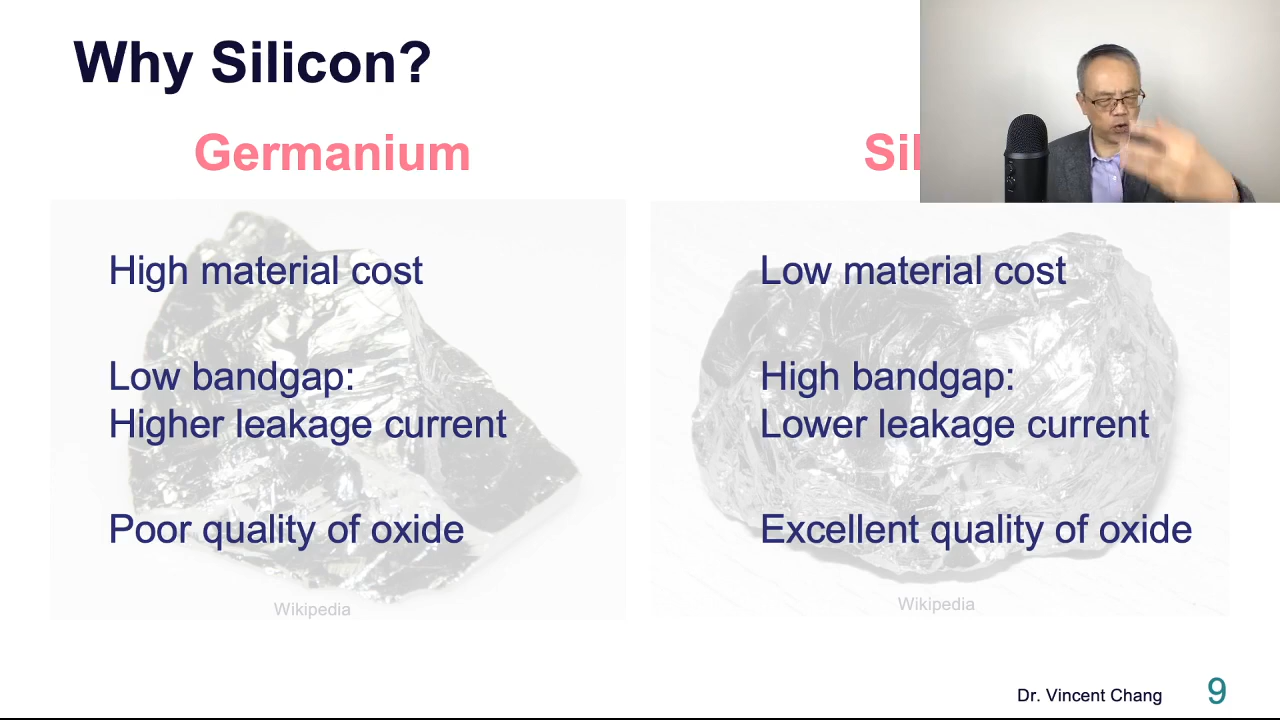 Why Silicon?
Germanium
Sil
High material cost
Low bandgap:
Higher leakage current
Poor quality of oxide
Wikipedia
Low material cost
High bandgap:
Lower leakage current
Excellent quality of oxide
Wikipedia
Dr. Vincent Chang
9